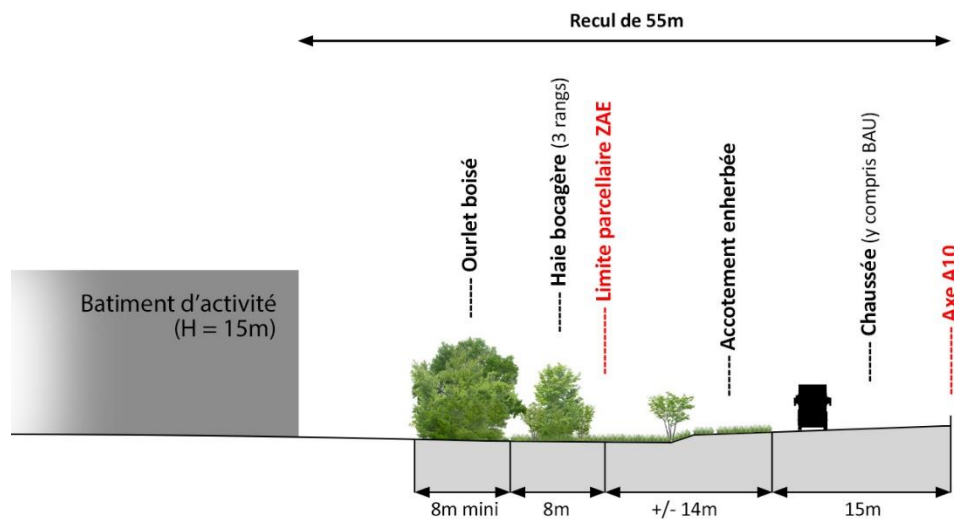 Recul de 55m
Ourlet boisé
Haie bocagère (3 rangs)
Limite parcellaire ZAE
Accotement enherbée
Chaussée (y compris BAU)
Axe A10
Batiment d'activité
(H = 15m)
8m mini
8m
+/- 14m
15m